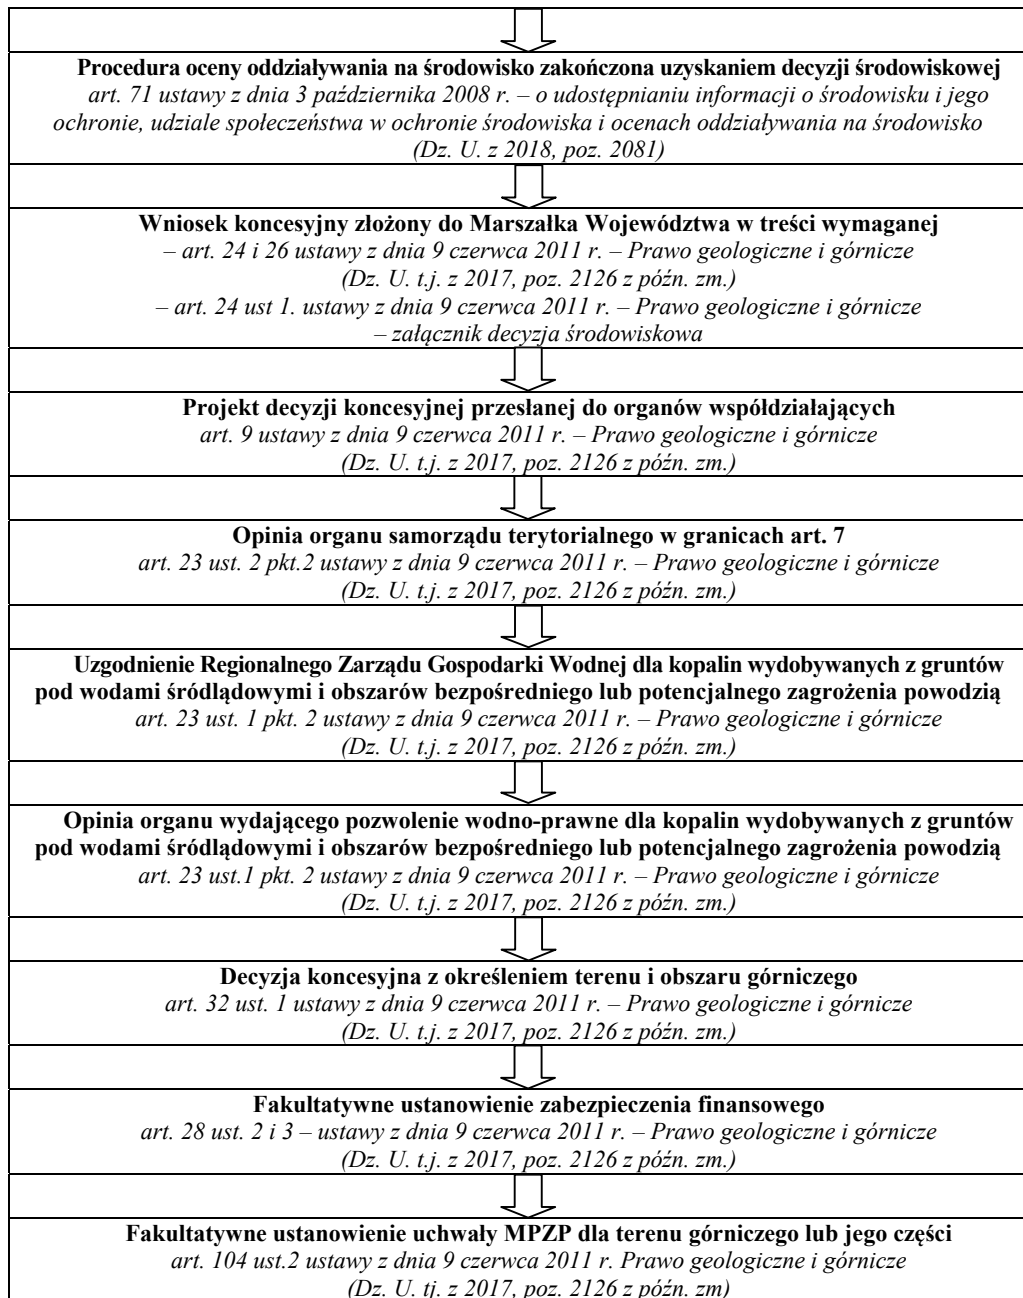 Procedura oceny oddziaływania na środowisko zakończona uzyskaniem decyzji środowiskowej
art. 71 ustawy z dnia 3 października 2008 r. – o udostępnianiu informacji o środowisku i jego
ochronie, udziale społeczeństwa w ochronie środowiska i ocenach oddziaływania na środowisko
(Dz. U. z 2018, poz. 2081)
Wniosek koncesyjny złożony do Marszałka Województwa w treści wymaganej
– art. 24 i 26 ustawy z dnia 9 czerwca 2011 r. – Prawo geologiczne i górnicze
(Dz. U. t.j. z 2017, poz. 2126 z późn. zm.)
– art. 24 ust 1. ustawy z dnia 9 czerwca 2011 r. – Prawo geologiczne i górnicze
– załącznik decyzja środowiskowa
Projekt decyzji koncesyjnej przesłanej do organów współdziałających
art. 9 ustawy z dnia 9 czerwca 2011 r. – Prawo geologiczne i górnicze
(Dz. U. t.j. z 2017, poz. 2126 z późn. zm.)
Opinia organu samorządu terytorialnego w granicach art. 7
art. 23 ust. 2 pkt.2 ustawy z dnia 9 czerwca 2011 r. – Prawo geologiczne i górnicze
(Dz. U. t.j. z 2017, poz. 2126 z późn. zm.)
Uzgodnienie Regionalnego Zarządu Gospodarki Wodnej dla kopalin wydobywanych z gruntów
pod wodami śródlądowymi i obszarów bezpośredniego lub potencjalnego zagrożenia powodzią
art. 23 ust. 1 pkt. 2 ustawy z dnia 9 czerwca 2011 r. – Prawo geologiczne i górnicze
(Dz. U. t.j. z 2017, poz. 2126 z późn. zm.)
Opinia organu wydającego pozwolenie wodno-prawne dla kopalin wydobywanych z gruntów
pod wodami śródlądowymi i obszarów bezpośredniego lub potencjalnego zagrożenia powodzią
art. 23 ust.1 pkt. 2 ustawy z dnia 9 czerwca 2011 r. – Prawo geologiczne i górnicze
(Dz. U. t.j. z 2017, poz. 2126 z późn. zm.)
Decyzja koncesyjna z określeniem terenu i obszaru górniczego
art. 32 ust. 1 ustawy z dnia 9 czerwca 2011 r. – Prawo geologiczne i górnicze
(Dz. U. t.j. z 2017, poz. 2126 z późn. zm.)
Fakultatywne ustanowienie zabezpieczenia finansowego
art. 28 ust. 2 i 3 – ustawy z dnia 9 czerwca 2011 r. – Prawo geologiczne i górnicze
(Dz. U. t.j. z 2017, poz. 2126 z późn. zm.)
Fakultatywne ustanowienie uchwały MPZP dla terenu górniczego lub jego części
art. 104 ust.2 ustawy z dnia 9 czerwca 2011 r. Prawo geologiczne i górnicze
(Dz. U. tj. z 2017, poz. 2126 z późn. zm)